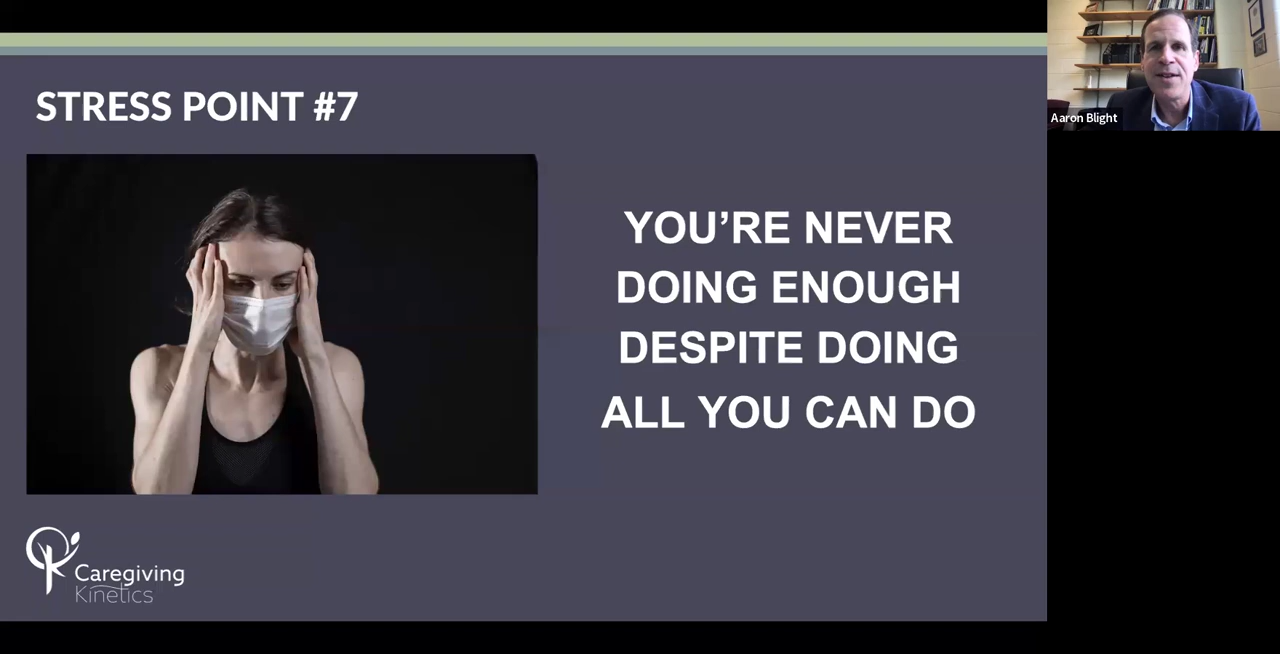 STRESS POINT #7
YOU’RE NEVER
DOING ENOUGH
DESPITE DOING
ALL YOU CAN DO
Caregiving
Kinetics
Aaron Blight